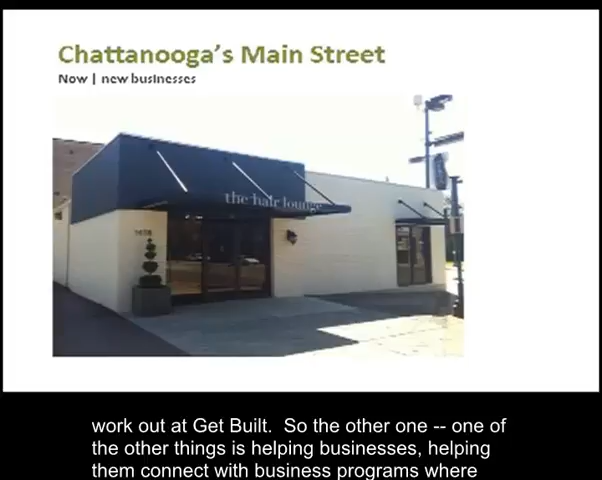 Chattanooga's Main Street
Now | new businesses
the hair lounge
work out at Get Built.  So the other one -- one of
the other things is helping businesses, helping
them connect with business programs where